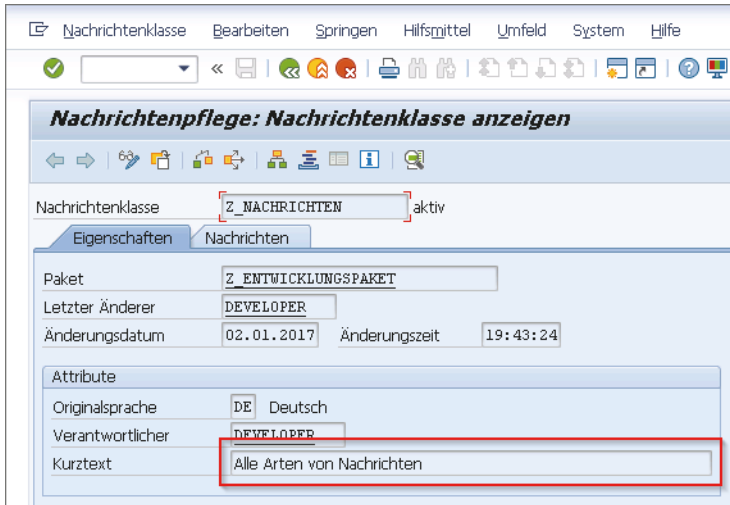 Nachrichtenklasse Bearbeiten Springen Hilfsmittel Umfeld System Hilfe
Nachrichtenpflege: Nachrichtenklasse anzeigen
Nachrichtenklasse Z_NACHRICHTEN aktiv
Eigenschaften Nachrichten
Paket Z_ENTWICKLUNGSPAKET
Letzter Änderer DEVELOPER
Änderungsdatum 02.01.2017 Änderungszeit 19:43:24
Attribute
Originalsprache DE Deutsch
Verantwortlicher DEVELOPER
Kurztext Alle Arten von Nachrichten